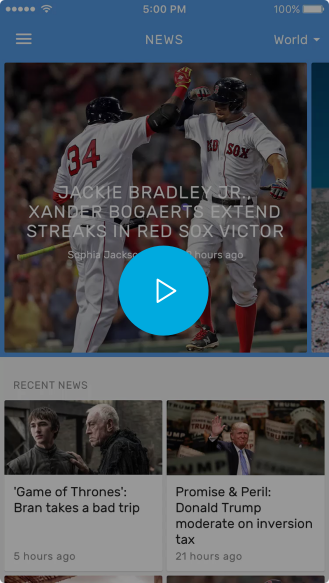 5:00 PM
100%
NEWS
World
34
RED SOX
JACKIE BRADLEY JR.,
XANDER BOGAERTS EXTEND
STREAKS IN RED SOX VICTOR
Sophia Jackso
hours ago
RECENT NEWS
TRUMP
'Game of Thrones':
Bran takes a bad trip
5 hours ago
Promise & Peril:
Donald Trump
moderate on inversion
tax
21 hours ago